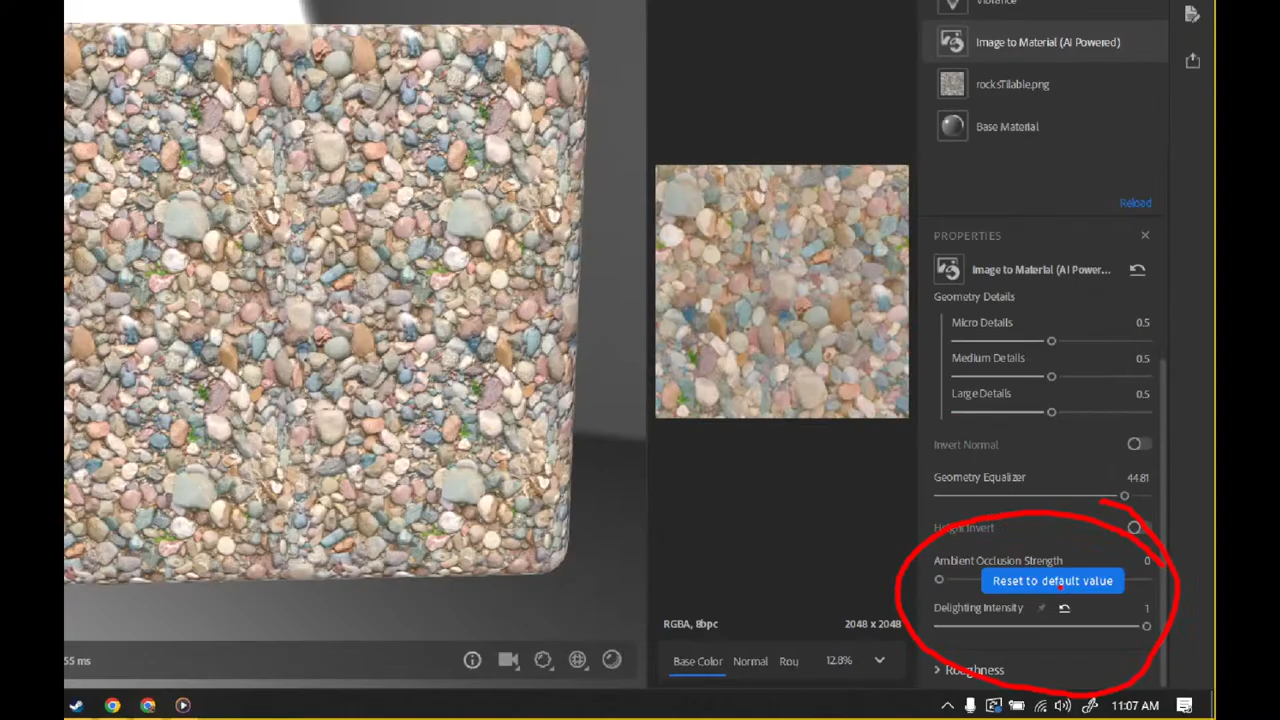 Vibrance
Image to Material (AI Powered)
rocksTilable.png
Base Material
Reload
PROPERTIES
Image to Material (AI Power...
Geometry Details
Micro Details 0.5
Medium Details 0.5
Large Details 0.5
Invert Normal
Geometry Equalizer 44.81
Height Invert
Ambient Occlusion Strength 0
Reset to default value
Delighting Intensity 1
Roughness
RGBA, 8bpc 2048 x 2048
55 ms
Base Color Normal Rou 12.8%
11:07 AM